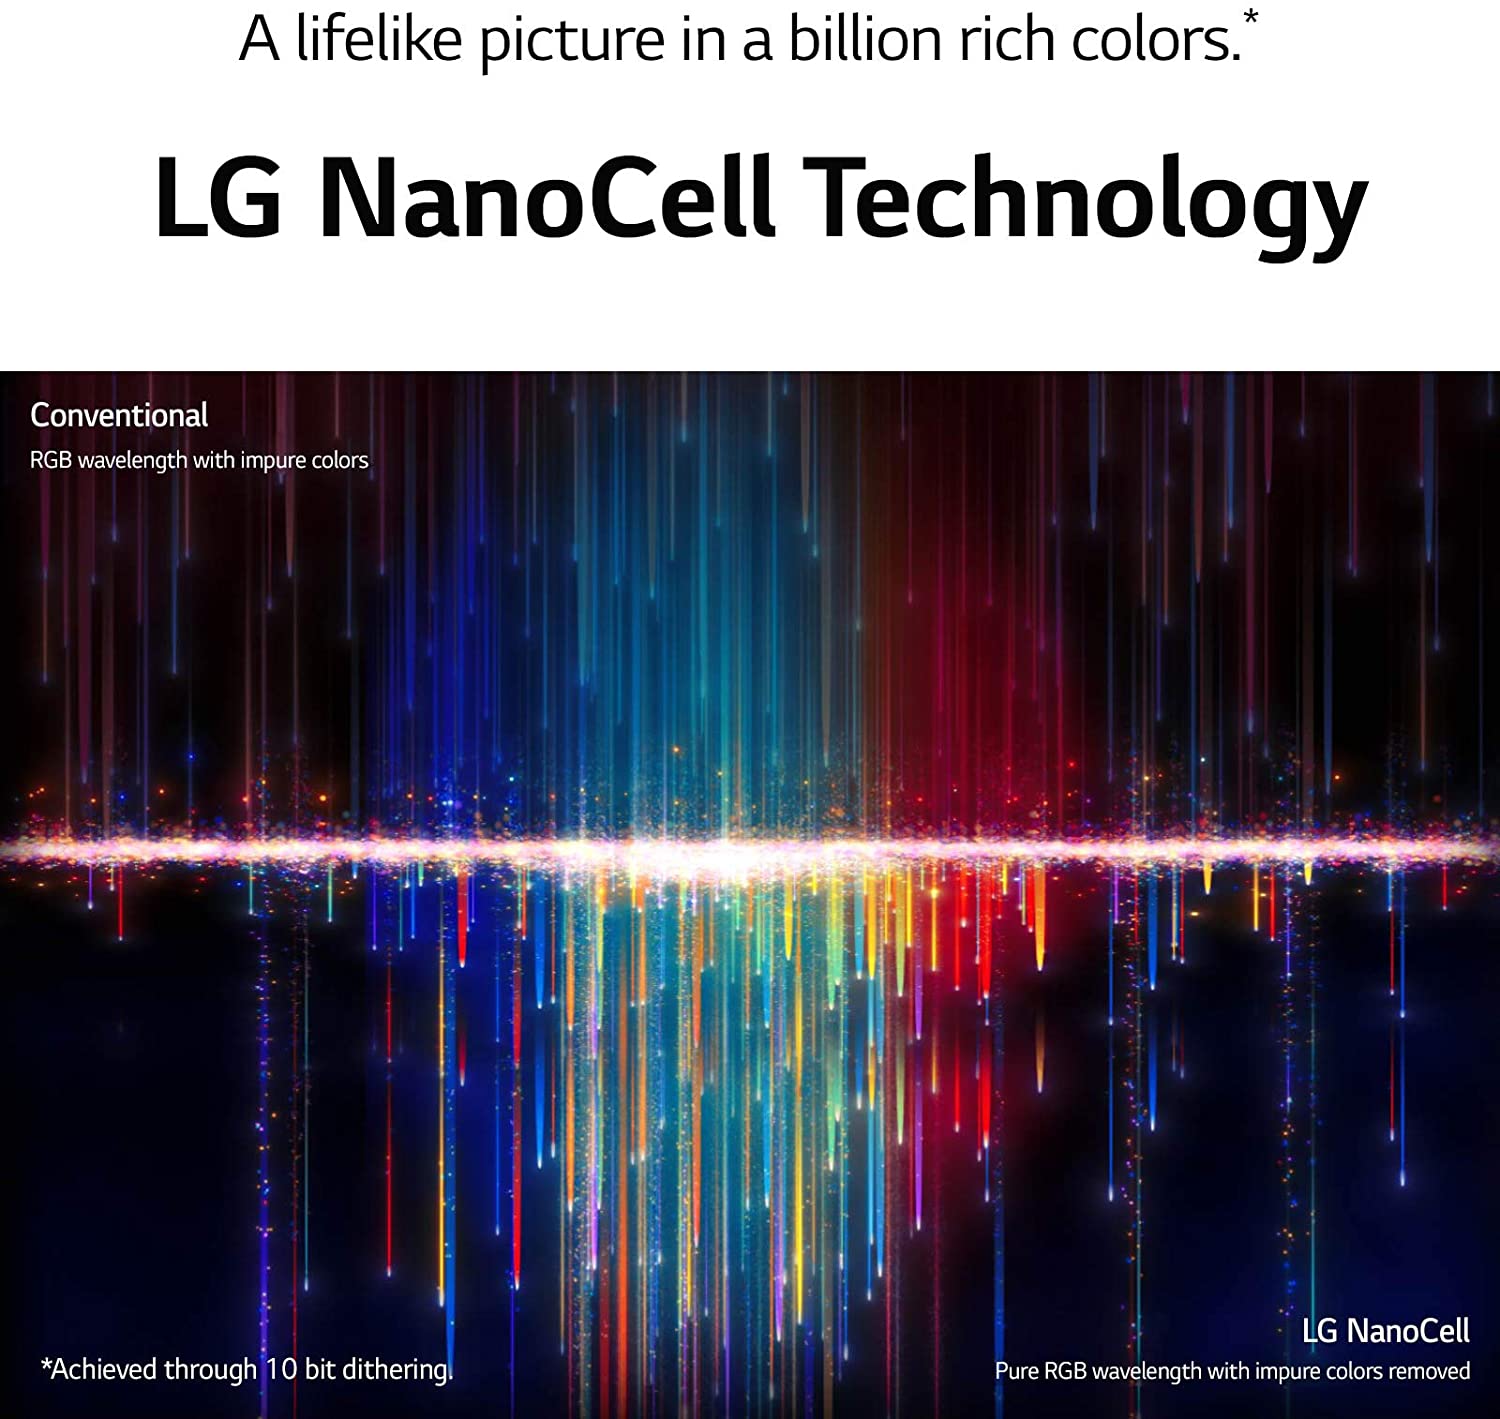 A lifelike picture in a billion rich colors.*
LG NanoCell Technology
Conventional
RGB wavelength with impure colors
LG NanoCell
*Achieved through 10 bit dithering.
Pure RGB wavelength with impure colors removed